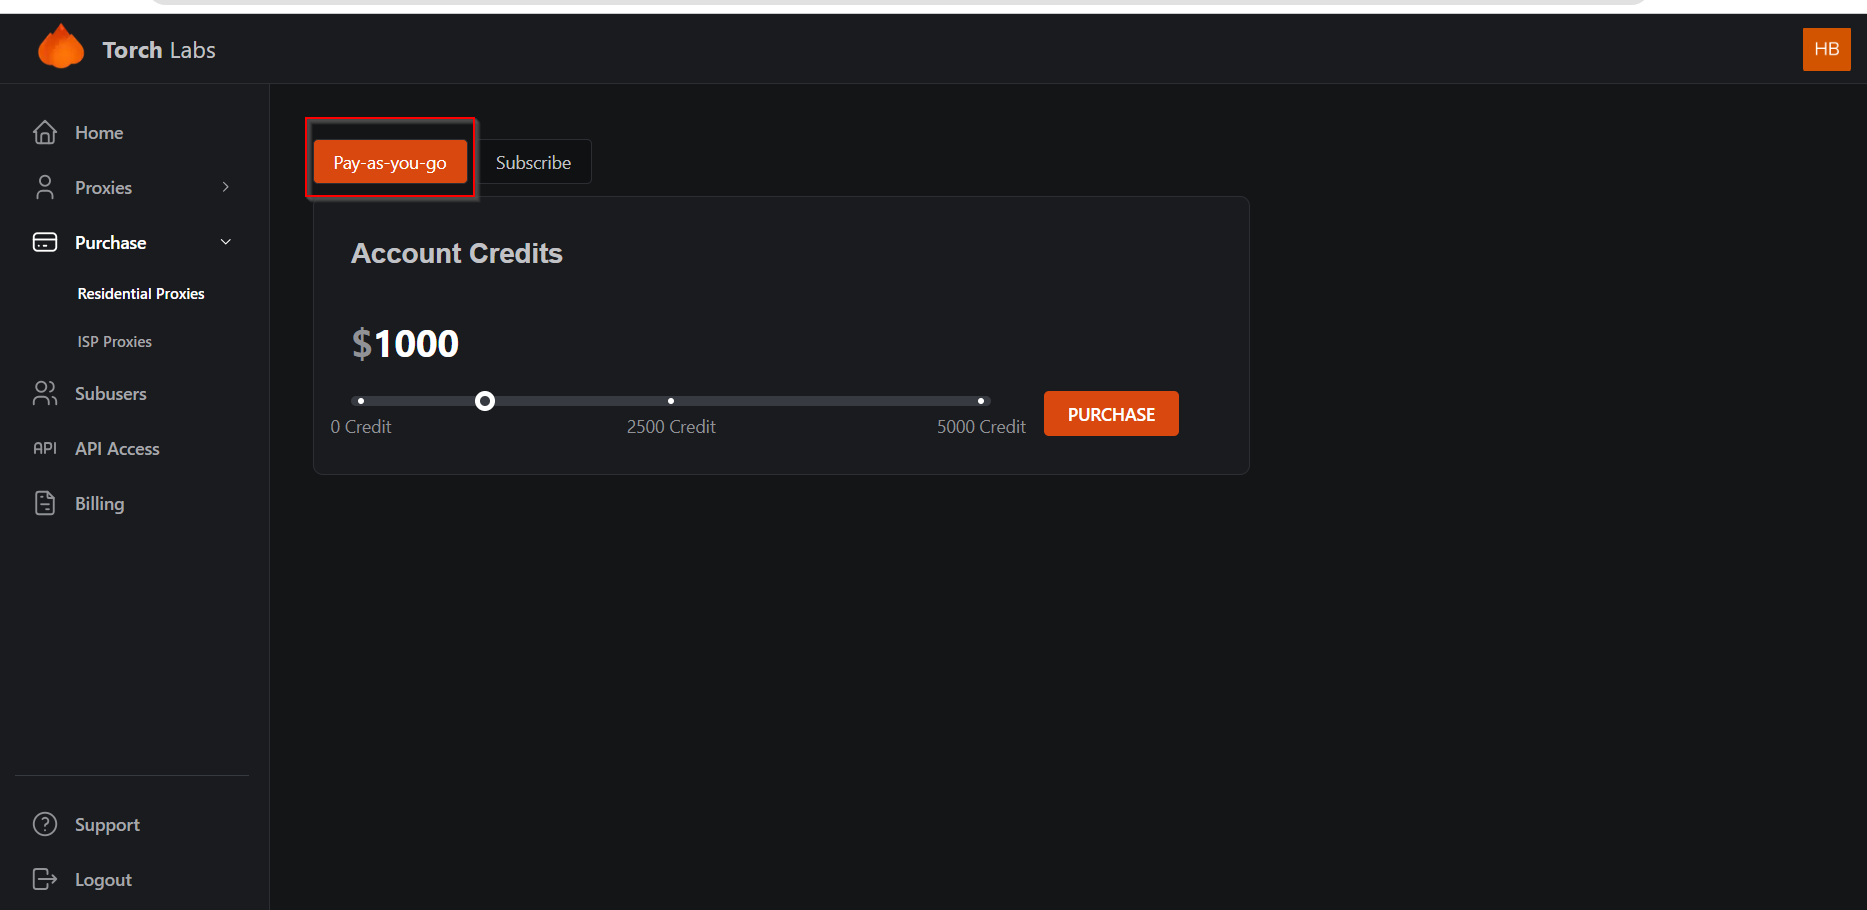 Torch Labs
HB
Home
Proxies
Purchase
Residential Proxies
ISP Proxies
Subusers
API API Access
Billing
Support
Logout
Pay-as-you-go Subscribe
Account Credits
$1000
0 Credit 2500 Credit 5000 Credit
PURCHASE